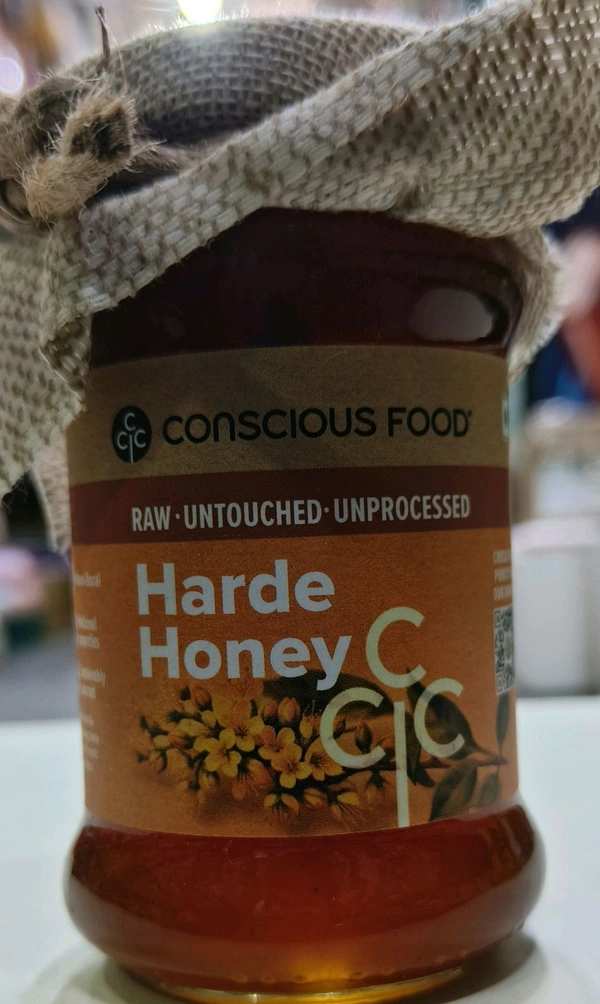 CONSCIOUS FOOD
RAW·UNTOUCHED·UNPROCESSED
Harde
Honey
C
C C
C
C C